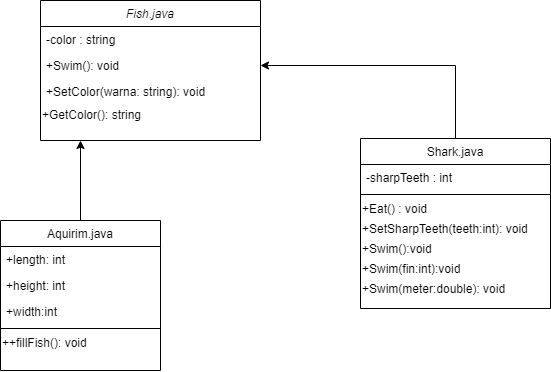 Fish.java
-color : string
+Swim(): void
+SetColor(warna: string): void
+GetColor(): string
Shark.java
-sharpTeeth : int
+Eat() : void
+SetSharpTeeth(teeth:int): void
+Swim():void
+Swim(fin:int):void
+Swim(meter:double): void
Aquirim.java
+length: int
+height: int
+width:int
++fillFish(): void